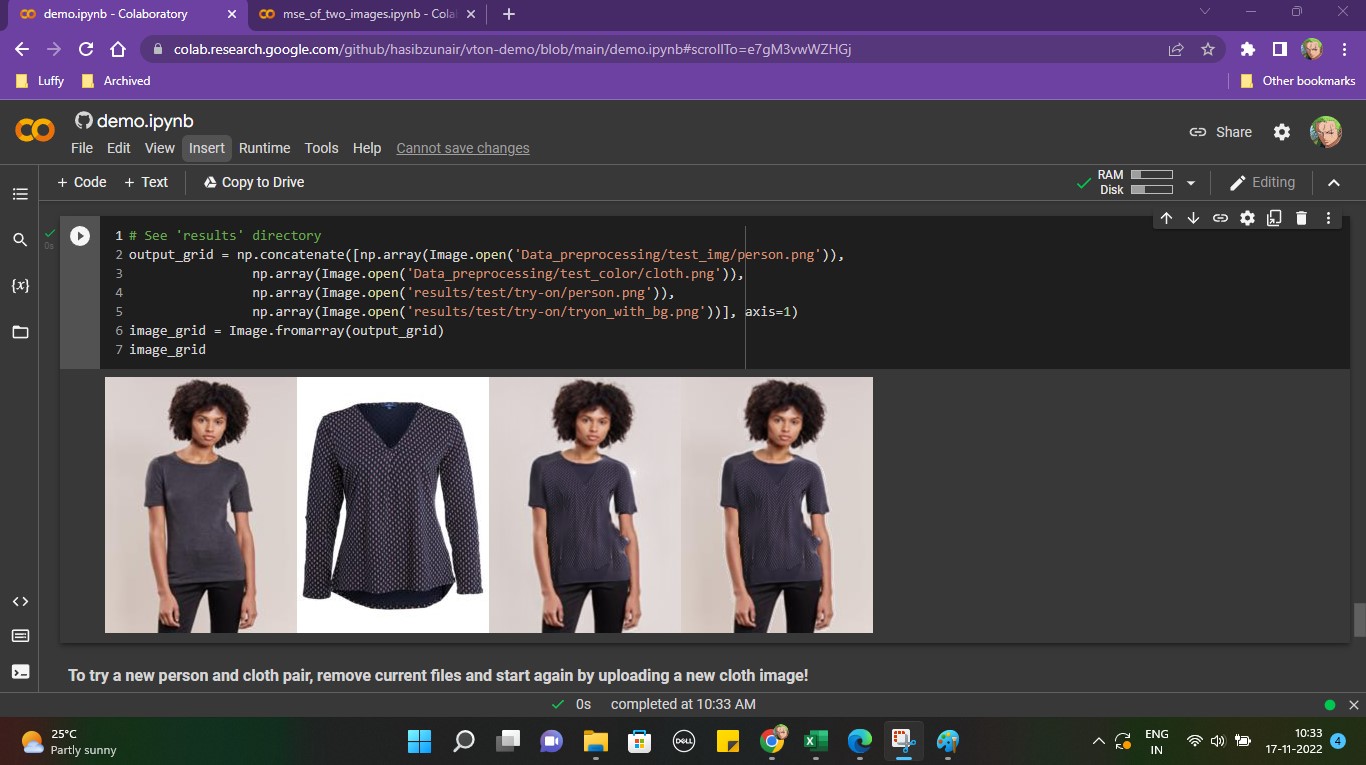 demo.ipynb - Colaboratory
mse_of_two_images.ipynb - Cola
colab.research.google.com/github/hasibzunair/vton-demo/blob/main/demo.ipynb#scrollTo=e7gM3vwWZHGj
Luffy Archived Other bookmarks
demo.ipynb
File Edit View Insert Runtime Tools Help Cannot save changes
Share
+ Code + Text Copy to Drive
RAM
Disk
Editing
0s
1 # See 'results' directory
2 output_grid = np.concatenate([np.array(Image.open('Data_preprocessing/test_img/person.png')),
3 np.array(Image.open('Data_preprocessing/test_color/cloth.png')),
4 np.array(Image.open('results/test/try-on/person.png')),
5 np.array(Image.open('results/test/try-on/tryon_with_bg.png'))], axis=1)
6 image_grid = Image.fromarray(output_grid)
7 image_grid
{x}
To try a new person and cloth pair, remove current files and start again by uploading a new cloth image!
0s completed at 10:33 AM
25°C
Partly sunny
DELL
ENG
IN
10:33
17-11-2022
4